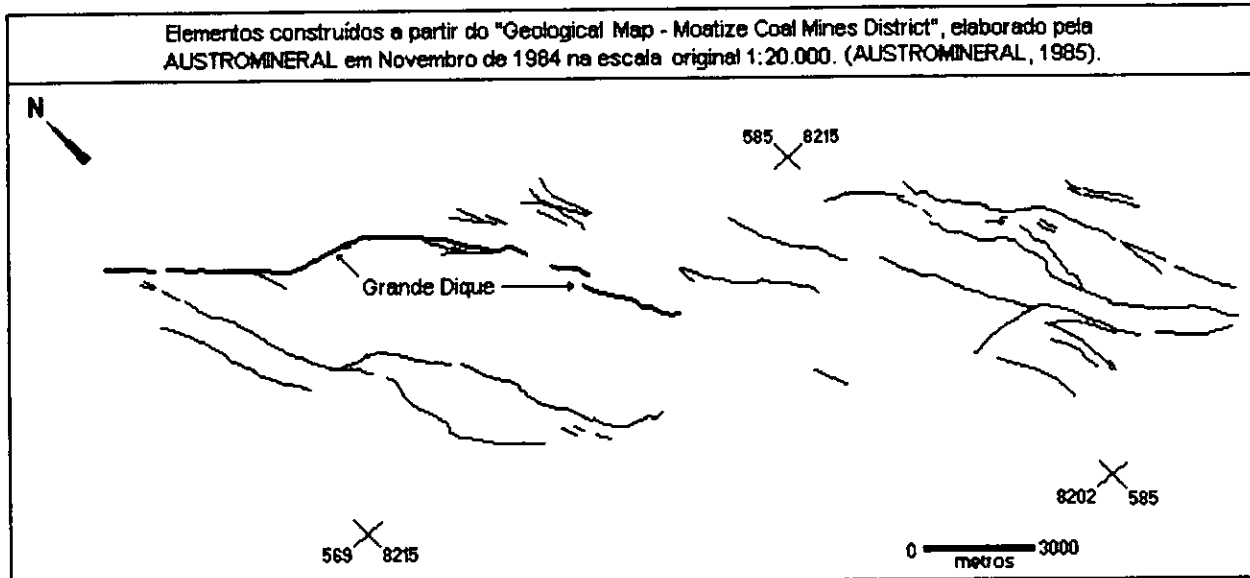 Elementos construídos a partir do "Geological Map - Moatize Coal Mines District", elaborado pela
AUSTROMINERAL em Novembro de 1984 na escala original 1:20.000. (AUSTROMINERAL, 1985).
N
585 8215
Grande Dique
8202 585
569 8215
0 3000
metros